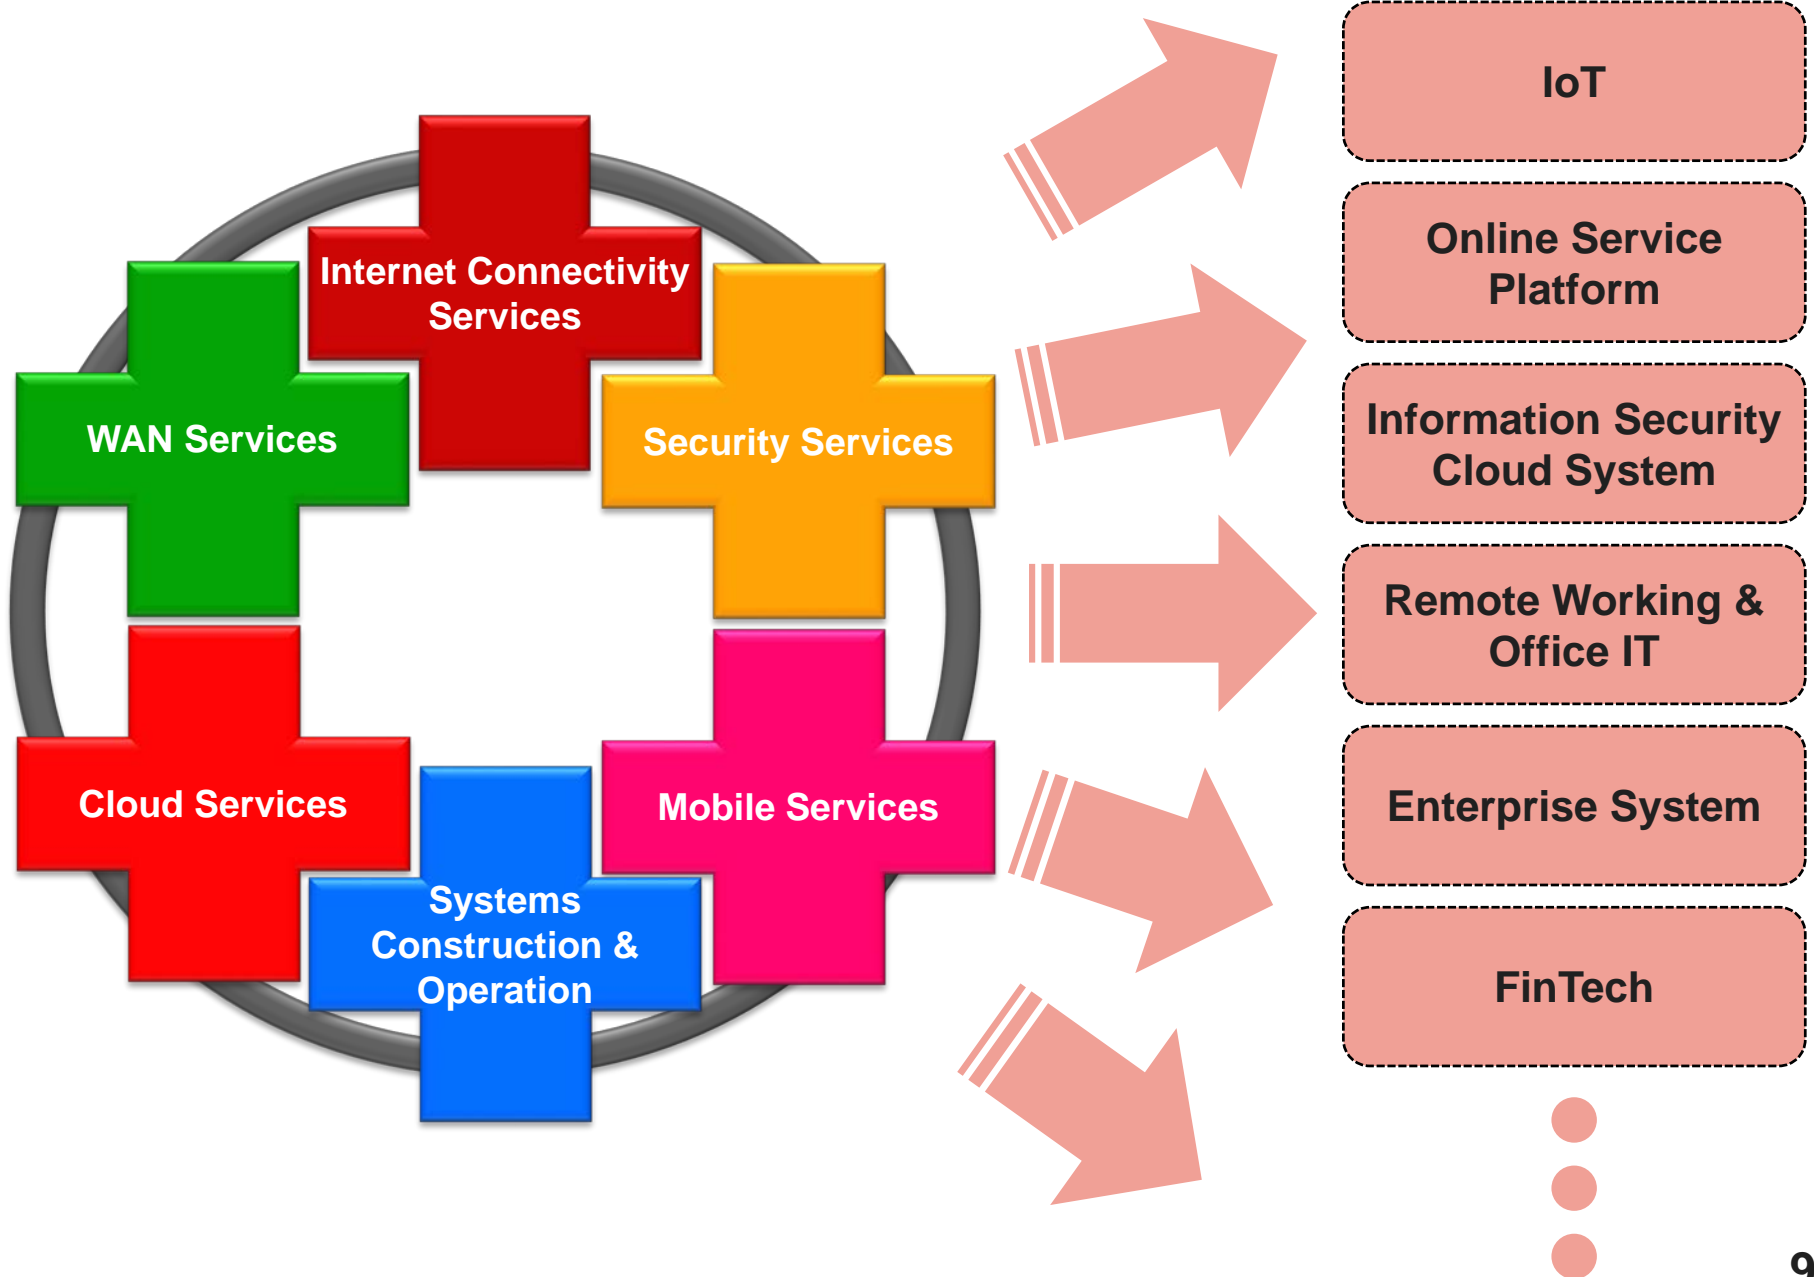 Internet Connectivity
Services
WAN Services
Security Services
Cloud Services
Mobile Services
Systems
Construction &
Operation
IoT
Online Service
Platform
Information Security
Cloud System
Remote Working &
Office IT
Enterprise System
FinTech
9